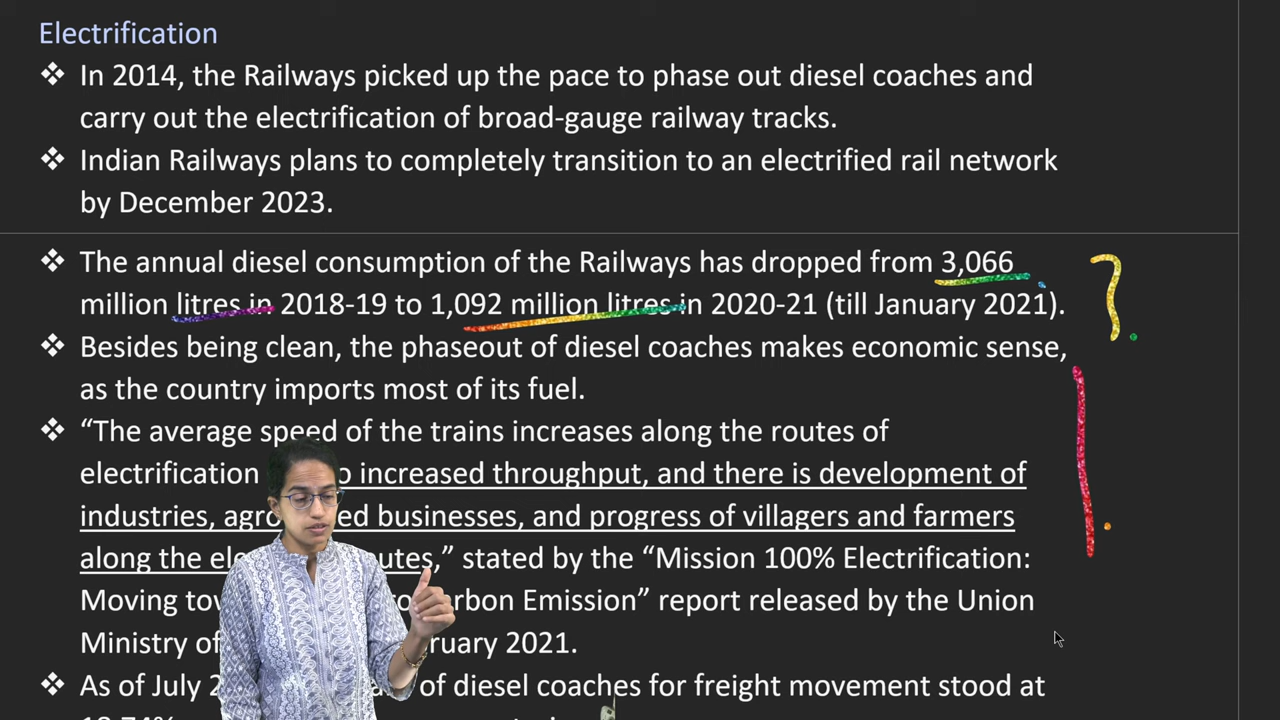 Electrification
❖ In 2014, the Railways picked up the pace to phase out diesel coaches and
carry out the electrification of broad-gauge railway tracks.
❖ Indian Railways plans to completely transition to an electrified rail network
by December 2023.
❖ The annual diesel consumption of the Railways has dropped from 3,066
million litres in 2018-19 to 1,092 million litres in 2020-21 (till January 2021).
❖ Besides being clean, the phaseout of diesel coaches makes economic sense,
as the country imports most of its fuel.
❖ “The average speed of the trains increases along the routes of
electrification increased throughput, and there is development of
industries, businesses, and progress of villagers and farmers
along the stated by the “Mission 100% Electrification:
Moving Emission” report released by the Union
Ministry of 2021.
❖ As of July of diesel coaches for freight movement stood at
?